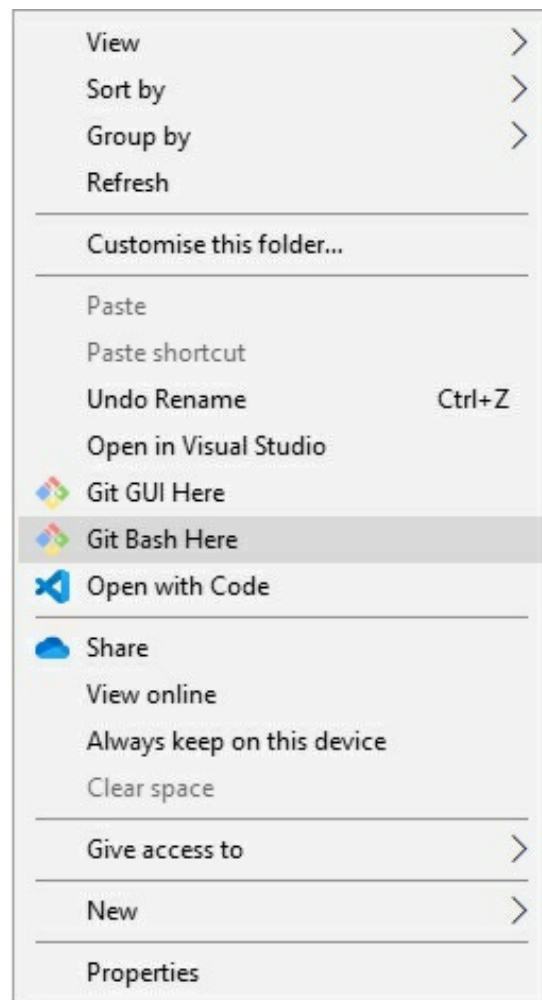 View
Sort by
Group by
Refresh
Customise this folder...
Paste
Paste shortcut
Undo Rename Ctrl+Z
Open in Visual Studio
Git GUI Here
Git Bash Here
Open with Code
Share
View online
Always keep on this device
Clear space
Give access to
New
Properties